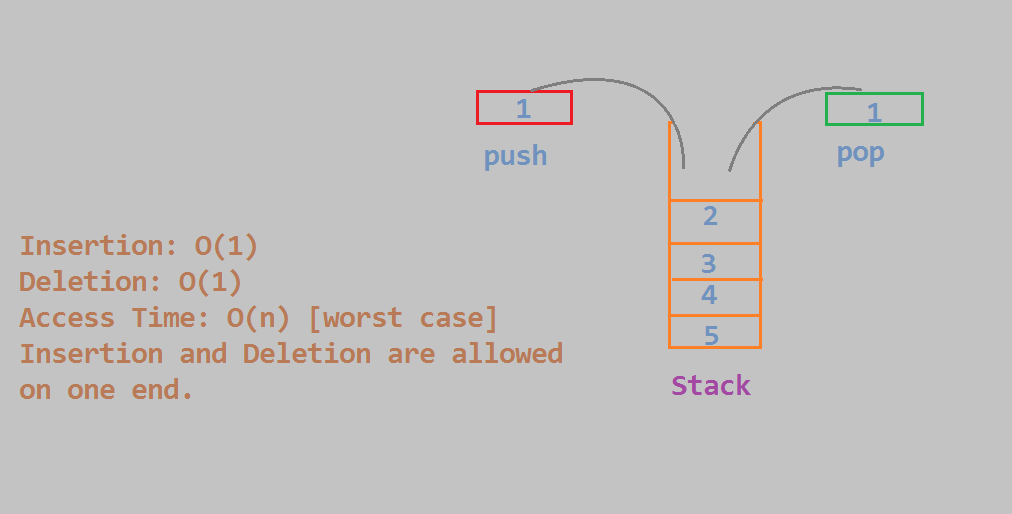 1
push
1
pop
2
3
4
5
Stack
Insertion: O(1)
Deletion: O(1)
Access Time: O(n) [worst case]
Insertion and Deletion are allowed
on one end.